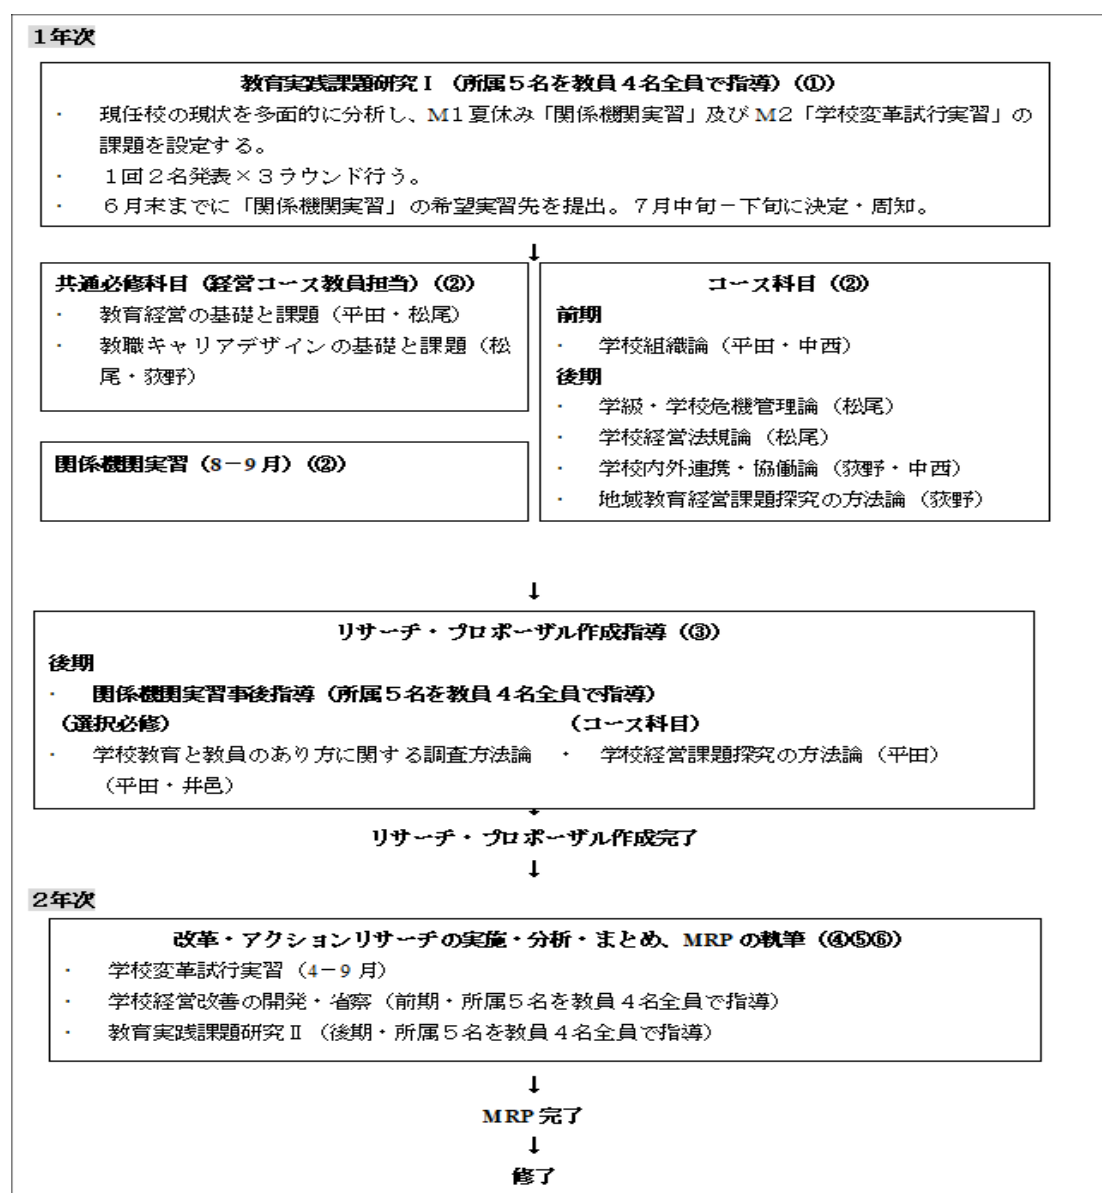 1年次
教育実践課題研究Ⅰ（所属5名を教員4名全員で指導）（①）
・ 現任校の現状を多面的に分析し、M1夏休み「関係機関実習」及びM2「学校変革試行実習」の
課題を設定する。
・ 1回2名発表×3ラウンド行う。
・ 6月末までに「関係機関実習」の希望実習先を提出。7月中旬－下旬に決定・周知。
↓
共通必修科目（経営コース教員担当）（②）
・ 教育経営の基礎と課題（平田・松尾）
・ 教職キャリアデザインの基礎と課題（松
尾・荻野）
関係機関実習（8－9月）（②）
コース科目（②）
前期
・ 学校組織論（平田・中西）
後期
・ 学級・学校危機管理論（松尾）
・ 学校経営法規論（松尾）
・ 学校内外連携・協働論（荻野・中西）
・ 地域教育経営課題探究の方法論（荻野）
↓
リサーチ・プロポーザル作成指導（③）
後期
・ 関係機関実習事後指導（所属5名を教員4名全員で指導）
（選択必修）
・ 学校教育と教員のあり方に関する調査方法論
（平田・井邑）
（コース科目）
・ 学校経営課題探究の方法論（平田）
↓
リサーチ・プロポーザル作成完了
↓
2年次
改革・アクションリサーチの実施・分析・まとめ、MRPの執筆（④⑤⑥）
・ 学校変革試行実習（4－9月）
・ 学校経営改善の開発・省察（前期・所属5名を教員4名全員で指導）
・ 教育実践課題研究Ⅱ（後期・所属5名を教員4名全員で指導）
↓
MRP完了
↓
修了